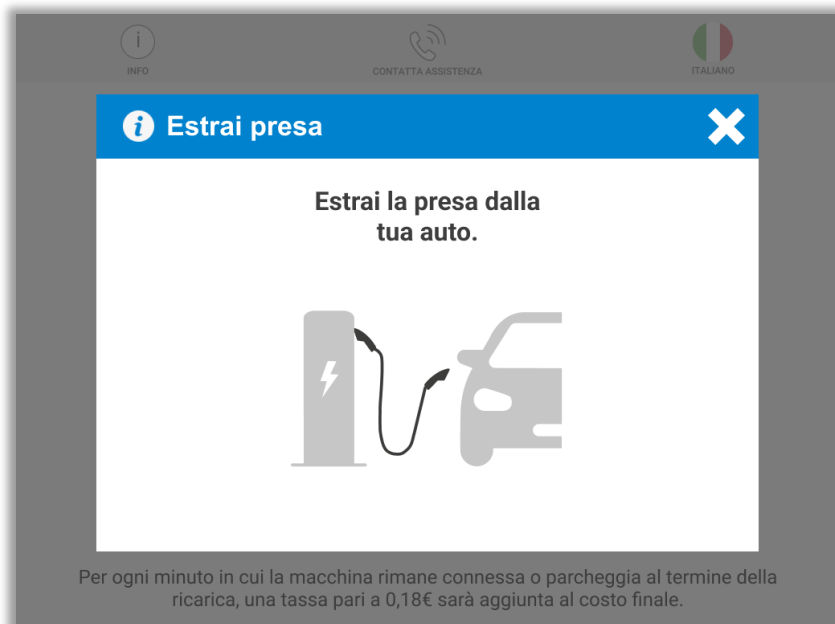 i
INFO
CONTATTA ASSISTENZA
ITALIANO
i Estrai presa
Estrai la presa dalla
tua auto.
Per ogni minuto in cui la macchina rimane connessa o parcheggia al termine della
ricarica, una tassa pari a 0,18€ sarà aggiunta al costo finale.